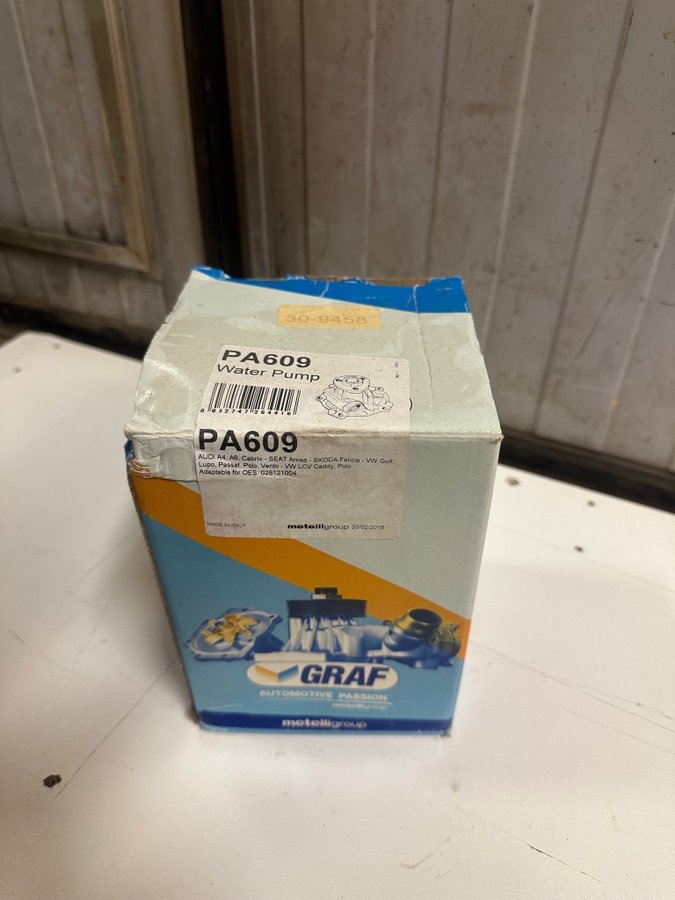 30-9458
PA609
Water Pump
PA609
AUDI A4, A6, Cabrio - SEAT Arosa - SKODA Felicia - VW Golf,
Lupo, Passat, Polo, Vento - VW LCV Caddy, Polo
Adaptable for OES: 028121004
MADE IN ITALY
metelligroup 20/02/2016
GRAF
AUTOMOTIVE PASSION
metelligroup
metelligroup